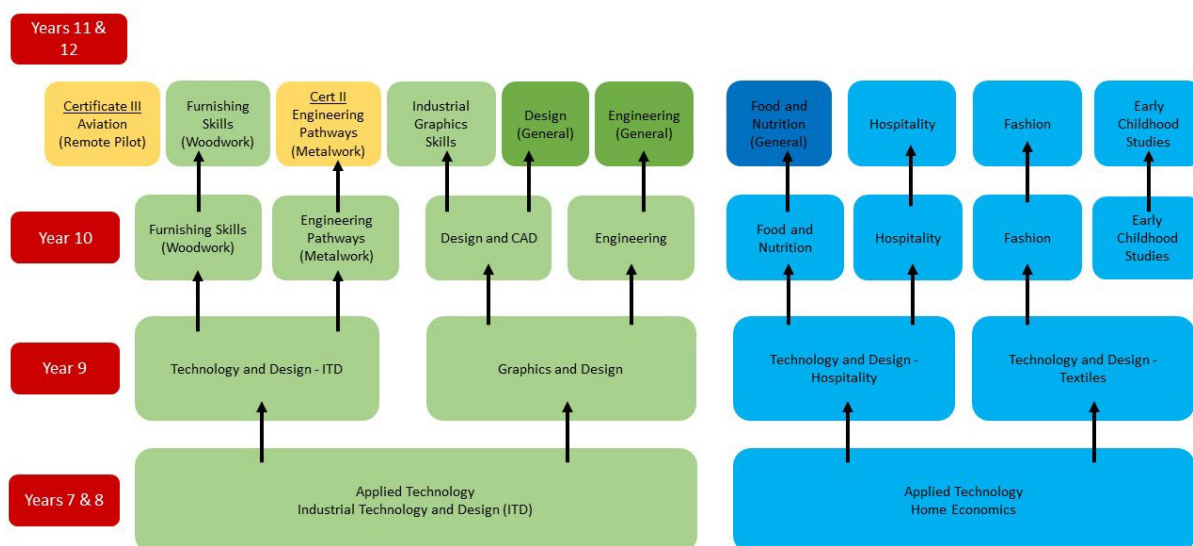 Years 11 &
12
Certificate III
Aviation
(Remote Pilot)
Furnishing
Skills
(Woodwork)
Cert II
Engineering
Pathways
(Metalwork)
Industrial
Graphics
Skills
Design
(General)
Engineering
(General)
Food and
Nutrition
(General)
Hospitality
Fashion
Early
Childhood
Studies
Year 10
Furnishing Skills
(Woodwork)
Engineering
Pathways
(Metalwork)
Design and CAD
Engineering
Food and
Nutrition
Hospitality
Fashion
Early
Childhood
Studies
Year 9
Technology and Design - ITD
Graphics and Design
Technology and Design -
Hospitality
Technology and Design -
Textiles
Years 7 & 8
Applied Technology
Industrial Technology and Design (ITD)
Applied Technology
Home Economics